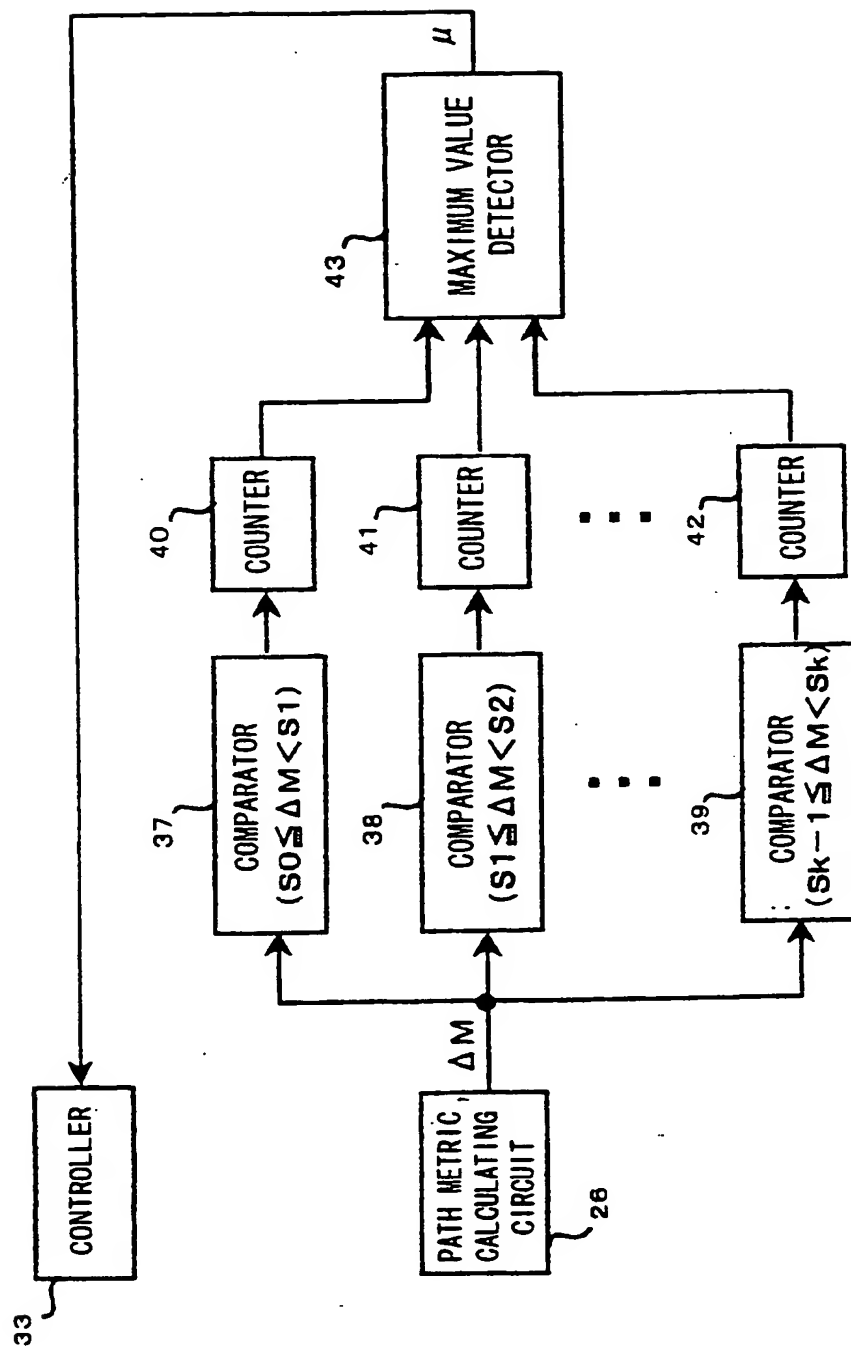 33
CONTROLLER
PATH METRIC,
CALCULATING
CIRCUIT
26
ΔM
37
COMPARATOR
(S0≦ΔM<S1)
38
COMPARATOR
(S1≦ΔM<S2)
39
COMPARATOR
(Sk-1≦ΔM<Sk)
40
COUNTER
41
COUNTER
42
COUNTER
43
MAXIMUM VALUE
DETECTOR
μ